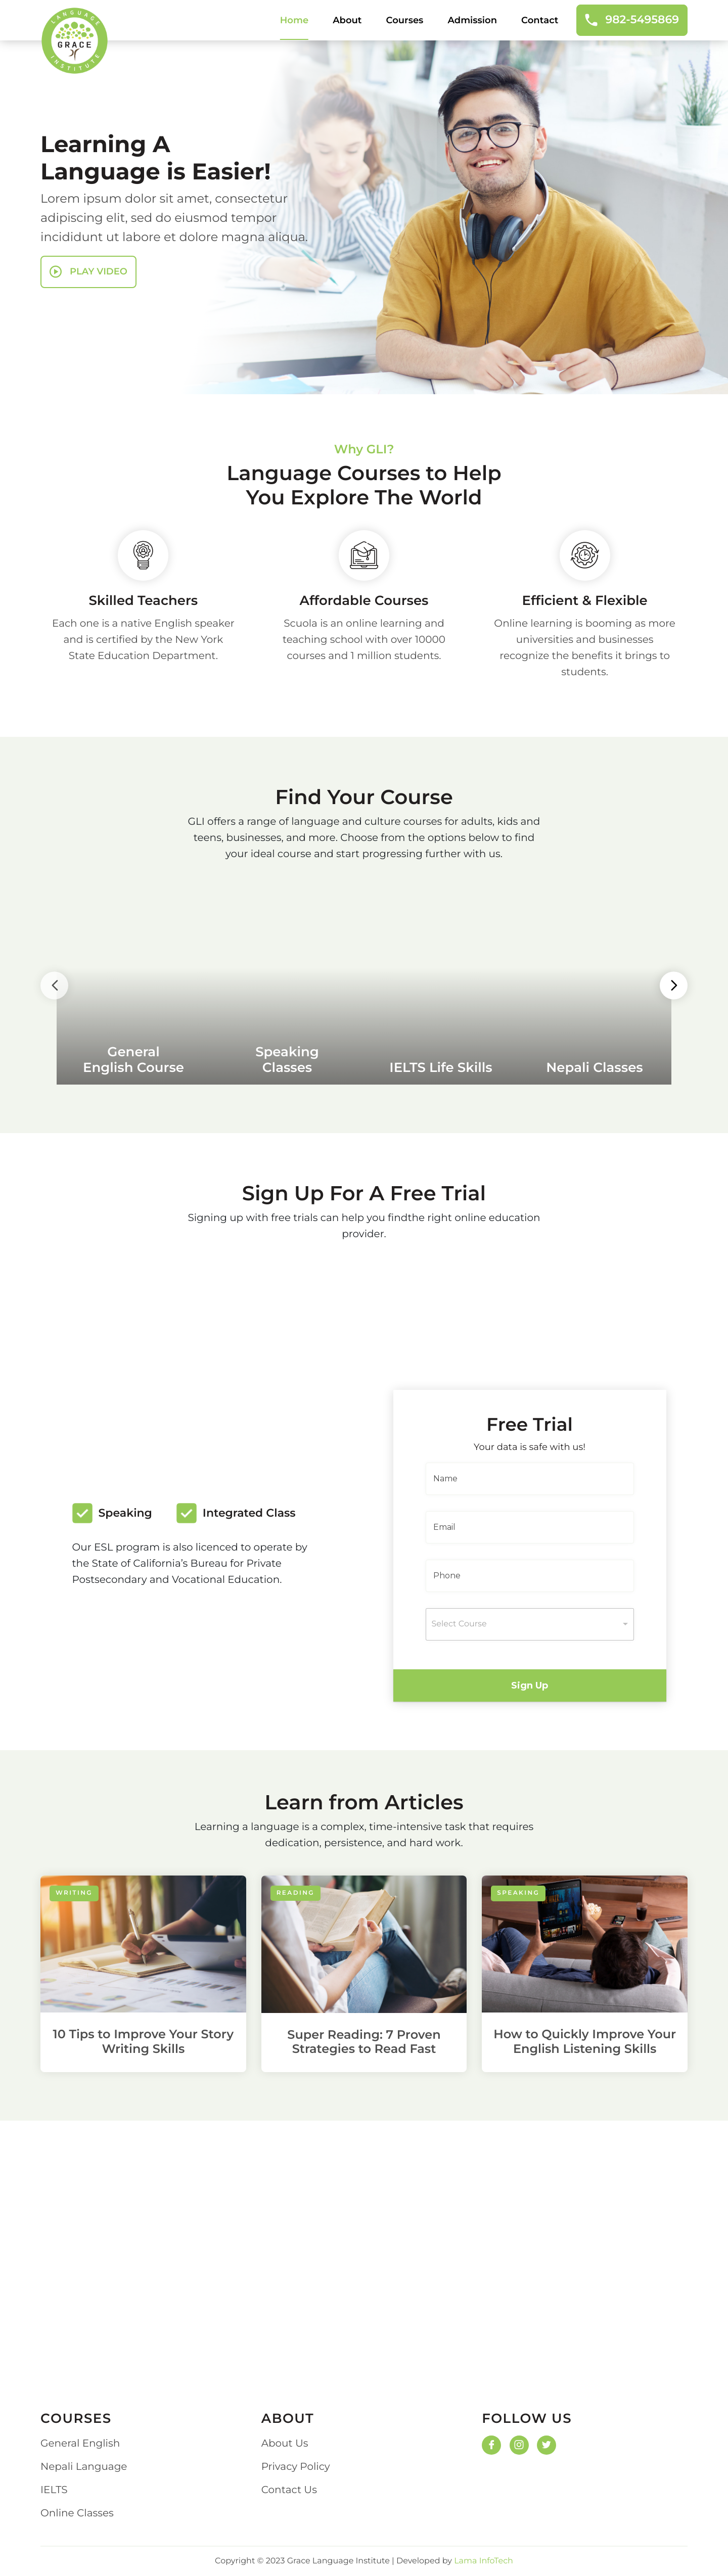 LANGUAGE
GRACE
INSTITUTE
Home
About
Courses
Admission
Contact
982-5495869
Learning A
Language is Easier!
Lorem ipsum dolor sit amet, consectetur
adipiscing elit, sed do eiusmod tempor
incididunt ut labore et dolore magna aliqua.
PLAY VIDEO
Why GLI?
Language Courses to Help
You Explore The World
Skilled Teachers
Each one is a native English speaker
and is certified by the New York
State Education Department.
Affordable Courses
Scuola is an online learning and
teaching school with over 10000
courses and 1 million students.
Efficient & Flexible
Online learning is booming as more
universities and businesses
recognize the benefits it brings to
students.
Find Your Course
GLI offers a range of language and culture courses for adults, kids and
teens, businesses, and more. Choose from the options below to find
your ideal course and start progressing further with us.
General
English Course
Speaking
Classes
IELTS Life Skills
Nepali Classes
Sign Up For A Free Trial
Signing up with free trials can help you findthe right online education
provider.
Speaking
Integrated Class
Our ESL program is also licenced to operate by
the State of California's Bureau for Private
Postsecondary and Vocational Education.
Free Trial
Your data is safe with us!
Name
Email
Phone
Select Course
Sign Up
Learn from Articles
Learning a language is a complex, time-intensive task that requires
dedication, persistence, and hard work.
WRITING
10 Tips to Improve Your Story
Writing Skills
READING
Super Reading: 7 Proven
Strategies to Read Fast
SPEAKING
How to Quickly Improve Your
English Listening Skills
COURSES
General English
Nepali Language
IELTS
Online Classes
ABOUT
About Us
Privacy Policy
Contact Us
FOLLOW US
Copyright © 2023 Grace Language Institute | Developed by Lama InfoTech